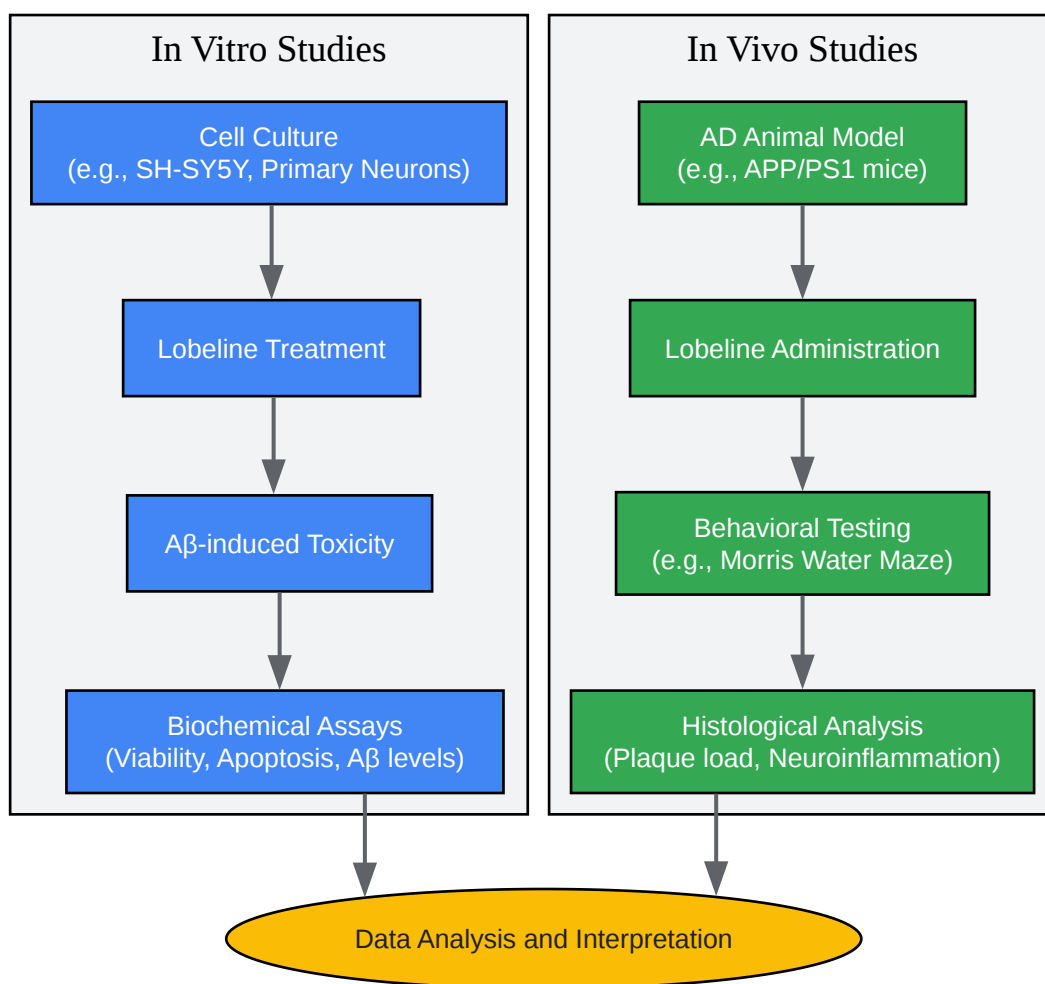 In Vitro Studies
Cell Culture
(e.g., SH-SY5Y, Primary Neurons)
Lobeline Treatment
Aβ-induced Toxicity
Biochemical Assays
(Viability, Apoptosis, Aβ levels)
In Vivo Studies
AD Animal Model
(e.g., APP/PS1 mice)
Lobeline Administration
Behavioral Testing
(e.g., Morris Water Maze)
Histological Analysis
(Plaque load, Neuroinflammation)
Data Analysis and Interpretation